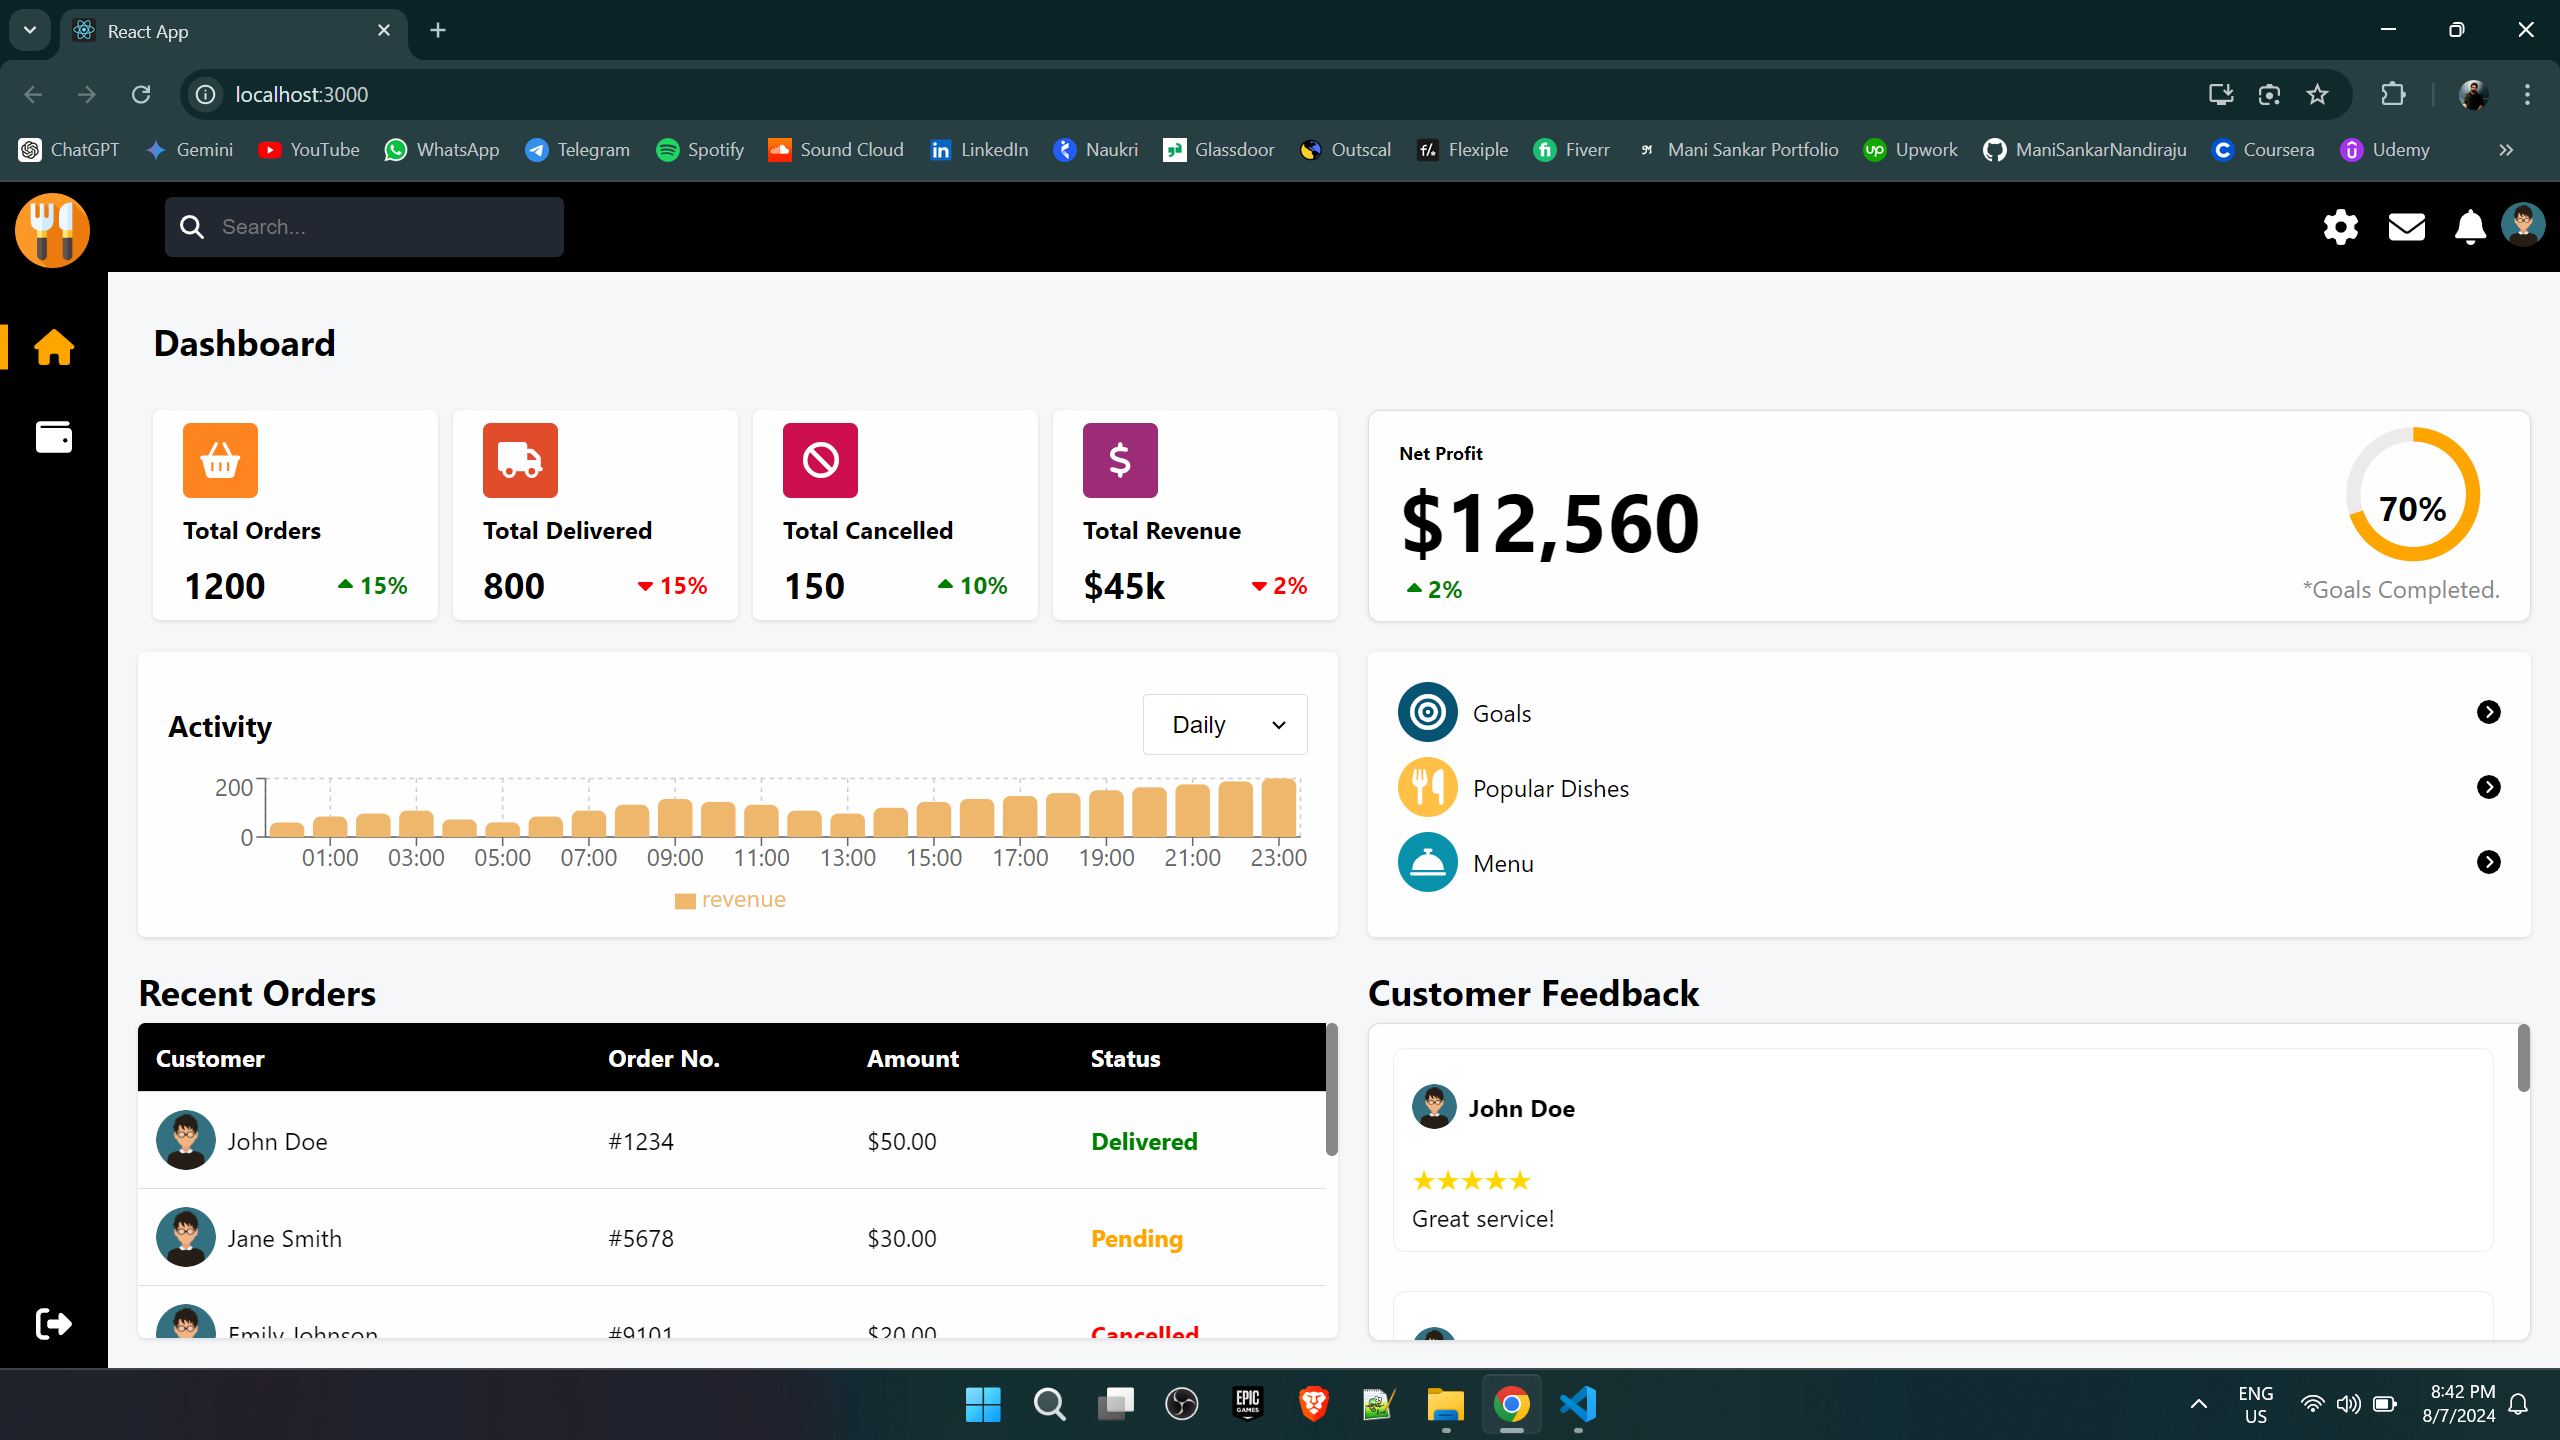 React App
localhost:3000
ChatGPT Gemini YouTube WhatsApp Telegram Spotify Sound Cloud LinkedIn Naukri Glassdoor Outscal Flexiple Fiverr Mani Sankar Portfolio Upwork ManiSankarNandiraju Coursera Udemy
Search...
Dashboard
Total Orders
1200 15%
Total Delivered
800 15%
Total Cancelled
150 10%
Total Revenue
$45k 2%
Net Profit
$12,560
2%
70%
*Goals Completed.
Activity
Daily
200
0
01:00 03:00 05:00 07:00 09:00 11:00 13:00 15:00 17:00 19:00 21:00 23:00
revenue
Goals
Popular Dishes
Menu
Recent Orders
Customer Order No. Amount Status
John Doe #1234 $50.00 Delivered
Jane Smith #5678 $30.00 Pending
Emily Johnson #9101 $20.00 Cancelled
Customer Feedback
John Doe
★★★★★
Great service!
EPIC GAMES
ENG
US
8:42 PM
8/7/2024